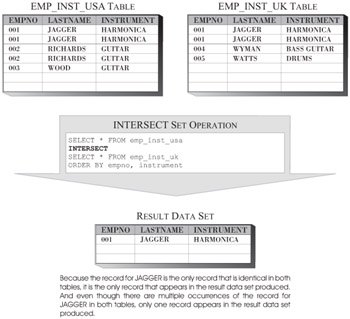 EMP_INST_USA TABLE
EMPNO LASTNAME INSTRUMENT
001 JAGGER HARMONICA
001 JAGGER HARMONICA
002 RICHARDS GUITAR
002 RICHARDS GUITAR
003 WOOD GUITAR
EMP_INST_UK TABLE
EMPNO LASTNAME INSTRUMENT
001 JAGGER HARMONICA
001 JAGGER HARMONICA
004 WYMAN BASS GUITAR
005 WATTS DRUMS
INTERSECT SET OPERATION
SELECT * FROM emp_inst_usa
INTERSECT
SELECT * FROM emp_inst_uk
ORDER BY empno, instrument
RESULT DATA SET
EMPNO LASTNAME INSTRUMENT
001 JAGGER HARMONICA
Because the record for JAGGER is the only record that is identical in both
tables, it is the only record that appears in the result data set produced.
And even though there are multiple occurrences of the record for
JAGGER in both tables, only one record appears in the result data set
produced.